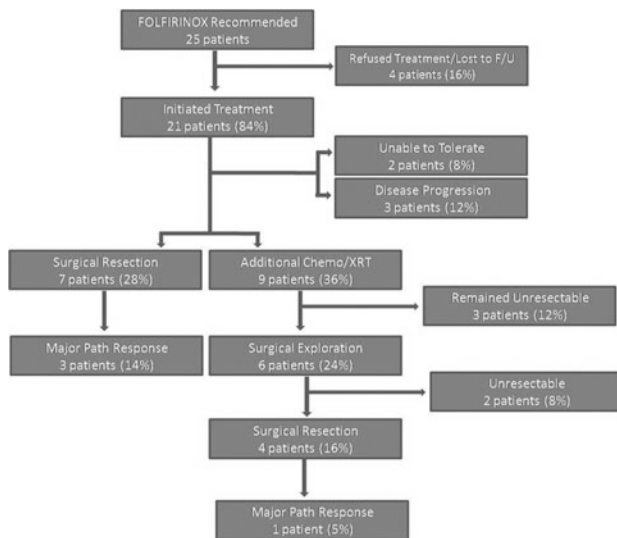 FOLFIRINOX Recommended
25 patients
Refused Treatment/Lost to F/U
4 patients (16%)
Initiated Treatment
21 patients (84%)
Unable to Tolerate
2 patients (8%)
Disease Progression
3 patients (12%)
Surgical Resection
7 patients (28%)
Additional Chemo/XRT
9 patients (36%)
Remained Unresectable
3 patients (12%)
Major Path Response
3 patients (14%)
Surgical Exploration
6 patients (24%)
Unresectable
2 patients (8%)
Surgical Resection
4 patients (16%)
Major Path Response
1 patient (5%)